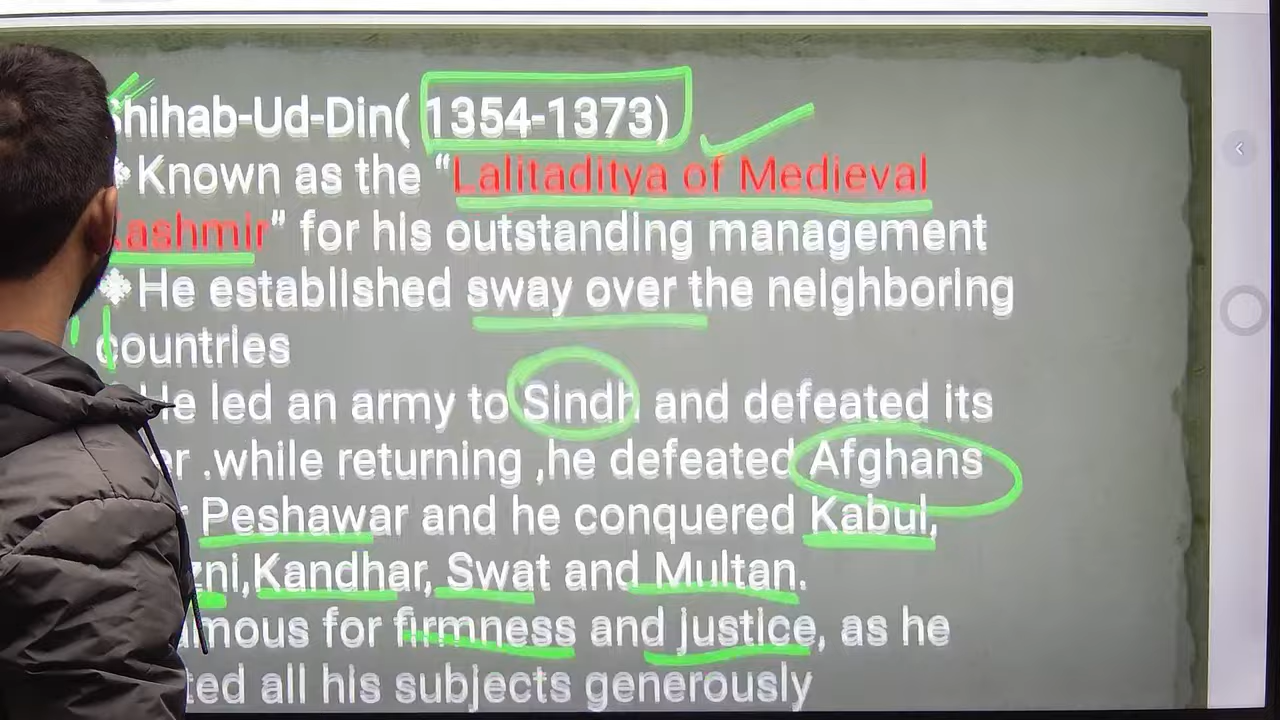 Shihab-Ud-Din( 1354-1373)
❖Known as the “Lalitaditya of Medieval
Kashmir” for his outstanding management
❖He established sway over the neighboring
countries
He led an army to Sindh and defeated its
.while returning ,he defeated Afghans
Peshawar and he conquered Kabul,
Kandhar, Swat and Multan.
for firmness and justice, as he
all his subjects generously